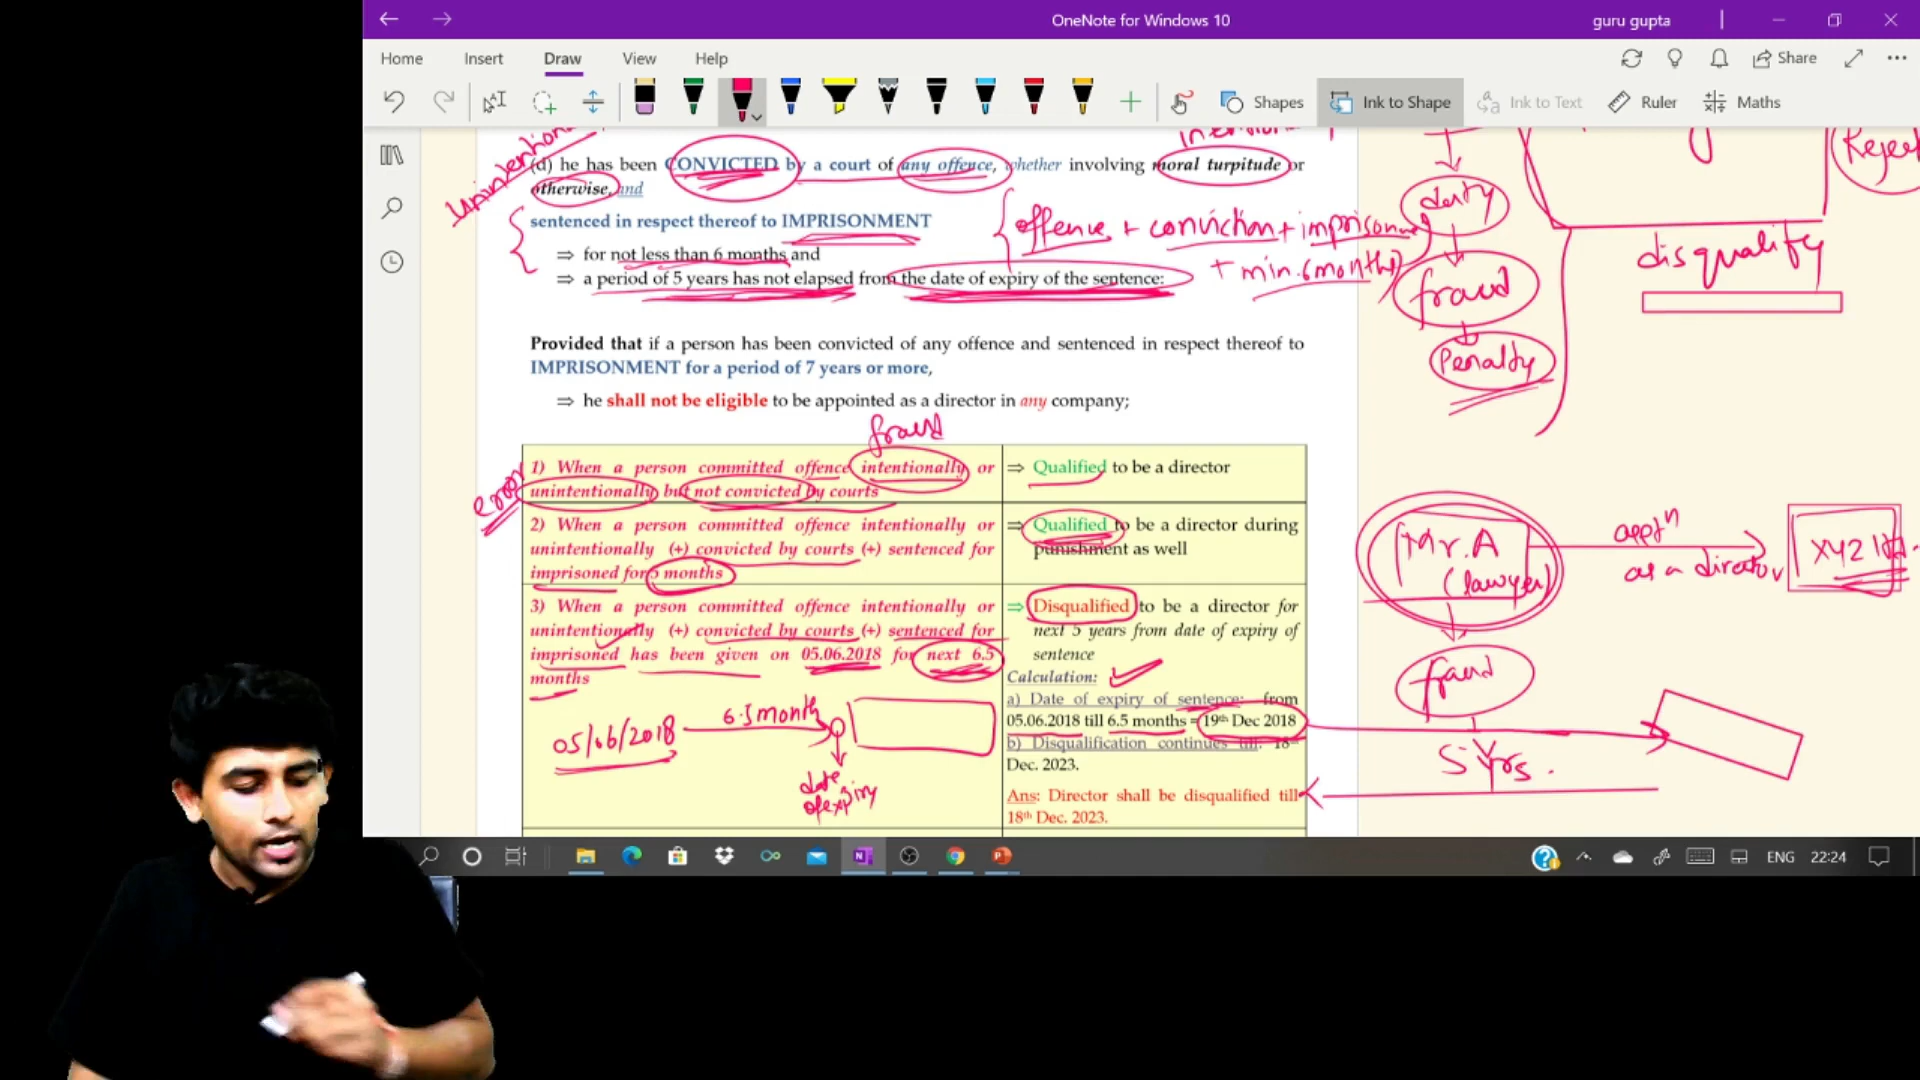 OneNote for Windows 10
guru gupta
Home Insert Draw View Help
Share
Shapes Ink to Shape Ink to Text Ruler Maths
unintentional
(d) he has been CONVICTED by a court of any offence, whether involving moral turpitude or
otherwise, and
sentenced in respect thereof to IMPRISONMENT
⇒ for not less than 6 months and
⇒ a period of 5 years has not elapsed from the date of expiry of the sentence:
offence + conviction + imprisonme
+ min. 6 months)
Provided that if a person has been convicted of any offence and sentenced in respect thereof to
IMPRISONMENT for a period of 7 years or more,
⇒ he shall not be eligible to be appointed as a director in any company;
fraud
error
1) When a person committed offence intentionally or
unintentionally but not convicted by courts
⇒ Qualified to be a director
2) When a person committed offence intentionally or
unintentionally (+) convicted by courts (+) sentenced for
imprisoned for 5 months
⇒ Qualified to be a director during
punishment as well
3) When a person committed offence intentionally or
unintentionally (+) convicted by courts (+) sentenced for
imprisoned has been given on 05.06.2018 for next 6.5
months
05/06/2018 6.5 month
date
of expiry
⇒ Disqualified to be a director for
next 5 years from date of expiry of
sentence
Calculation:
a) Date of expiry of sentence: from
05.06.2018 till 6.5 months = 19th Dec 2018
b) Disqualification continues till: 18th
Dec. 2023.
Ans: Director shall be disqualified till
18th Dec. 2023.
duty
fraud
Penalty
Reject
disqualify
Mr. A
(lawyer)
apptn
as a director
XYZ ltd.
fraud
5 Yrs.
ENG 22:24